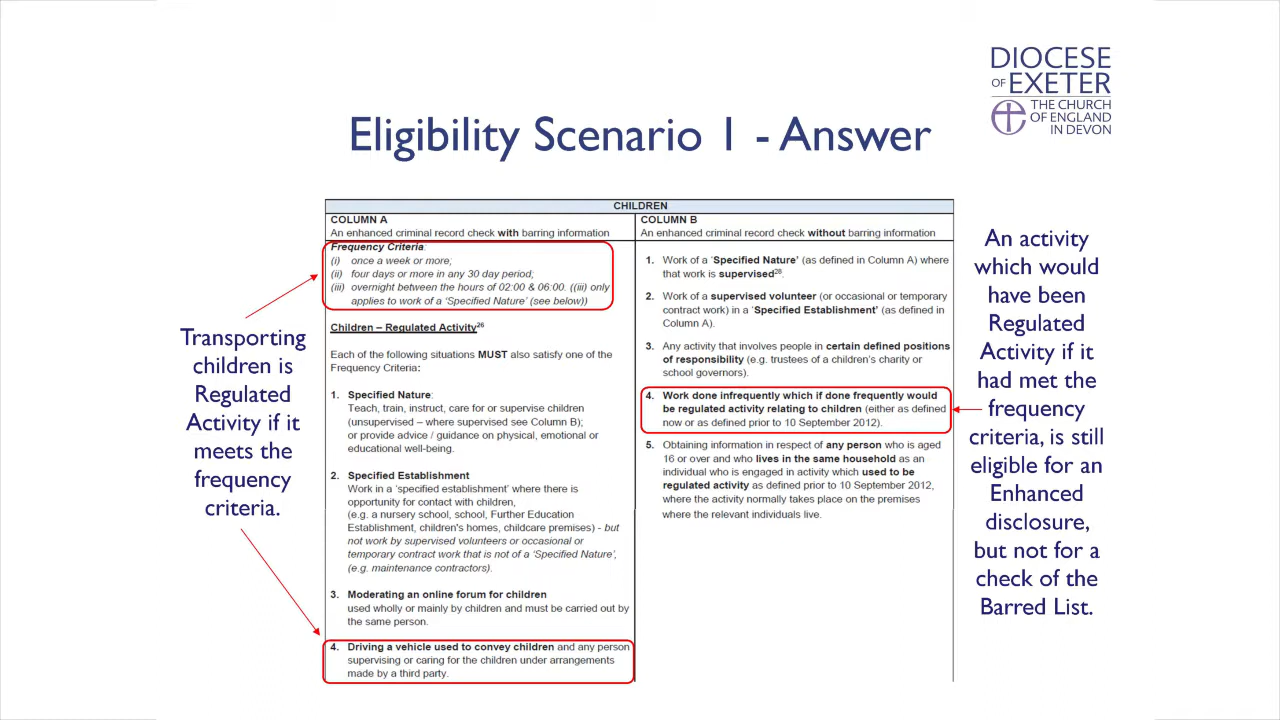 DIOCESE
OF EXETER
THE CHURCH
OF ENGLAND
IN DEVON
Eligibility Scenario 1 - Answer
Transporting
children is
Regulated
Activity if it
meets the
frequency
criteria.
CHILDREN
COLUMN A
An enhanced criminal record check with barring information
Frequency Criteria:
(i) once a week or more;
(ii) four days or more in any 30 day period;
(iii) overnight between the hours of 02:00 & 06:00. ((iii) only
applies to work of a 'Specified Nature' (see below))
Children – Regulated Activity26
Each of the following situations MUST also satisfy one of the
Frequency Criteria:
1. Specified Nature:
Teach, train, instruct, care for or supervise children
(unsupervised – where supervised see Column B);
or provide advice / guidance on physical, emotional or
educational well-being.
2. Specified Establishment
Work in a 'specified establishment' where there is
opportunity for contact with children,
(e.g. a nursery school, school, Further Education
Establishment, children's homes, childcare premises) - but
not work by supervised volunteers or occasional or
temporary contract work that is not of a 'Specified Nature',
(e.g. maintenance contractors).
3. Moderating an online forum for children
used wholly or mainly by children and must be carried out by
the same person.
4. Driving a vehicle used to convey children and any person
supervising or caring for the children under arrangements
made by a third party.
COLUMN B
An enhanced criminal record check without barring information
1. Work of a 'Specified Nature' (as defined in Column A) where
that work is supervised28.
2. Work of a supervised volunteer (or occasional or temporary
contract work) in a 'Specified Establishment' (as defined in
Column A).
3. Any activity that involves people in certain defined positions
of responsibility (e.g. trustees of a children's charity or
school governors).
4. Work done infrequently which if done frequently would
be regulated activity relating to children (either as defined
now or as defined prior to 10 September 2012).
5. Obtaining information in respect of any person who is aged
16 or over and who lives in the same household as an
individual who is engaged in activity which used to be
regulated activity as defined prior to 10 September 2012,
where the activity normally takes place on the premises
where the relevant individuals live.
An activity
which would
have been
Regulated
Activity if it
had met the
frequency
criteria, is still
eligible for an
Enhanced
disclosure,
but not for a
check of the
Barred List.